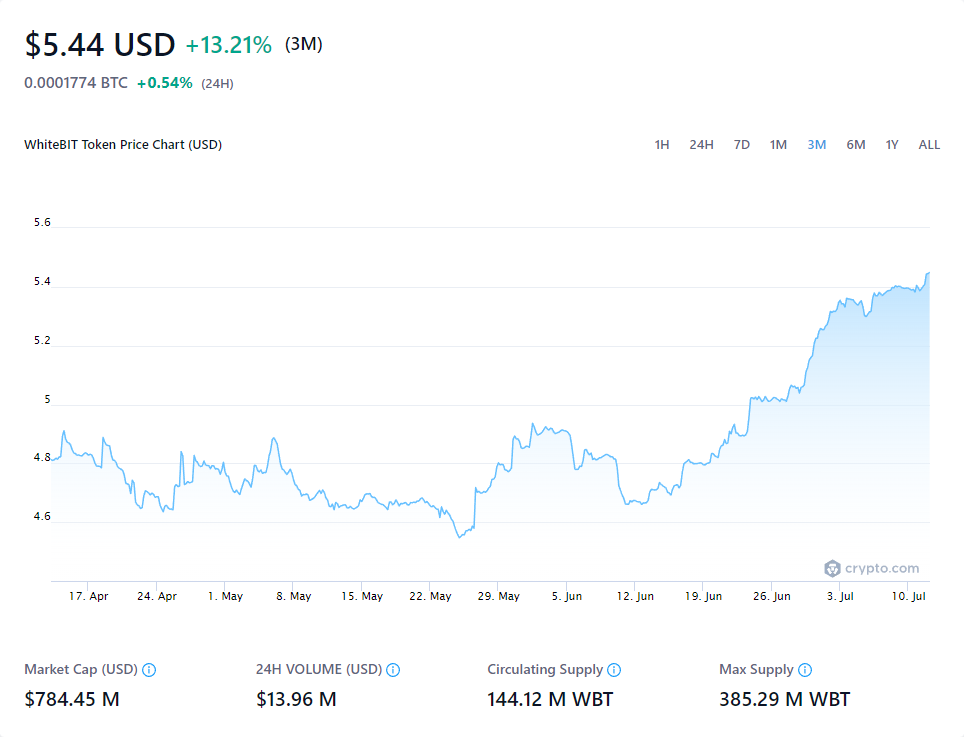 $5.44 USD +13.21% (3M)
0.0001774 BTC +0.54% (24H)
WhiteBIT Token Price Chart (USD) 1H 24H 7D 1M 3M 6M 1Y ALL
5.6
5.4
5.2
5
4.8
4.6
crypto.com
17. Apr 24. Apr 1. May 8. May 15. May 22. May 29. May 5. Jun 12. Jun 19. Jun 26. Jun 3. Jul 10. Jul
Market Cap (USD) 24H VOLUME (USD) Circulating Supply Max Supply
$784.45 M $13.96 M 144.12 M WBT 385.29 M WBT